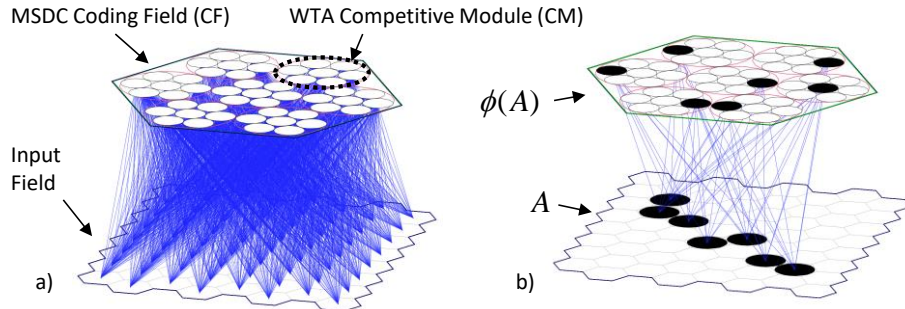 MSDC Coding Field (CF)
WTA Competitive Module (CM)
ϕ(A)
Input
Field
A
a)
b)